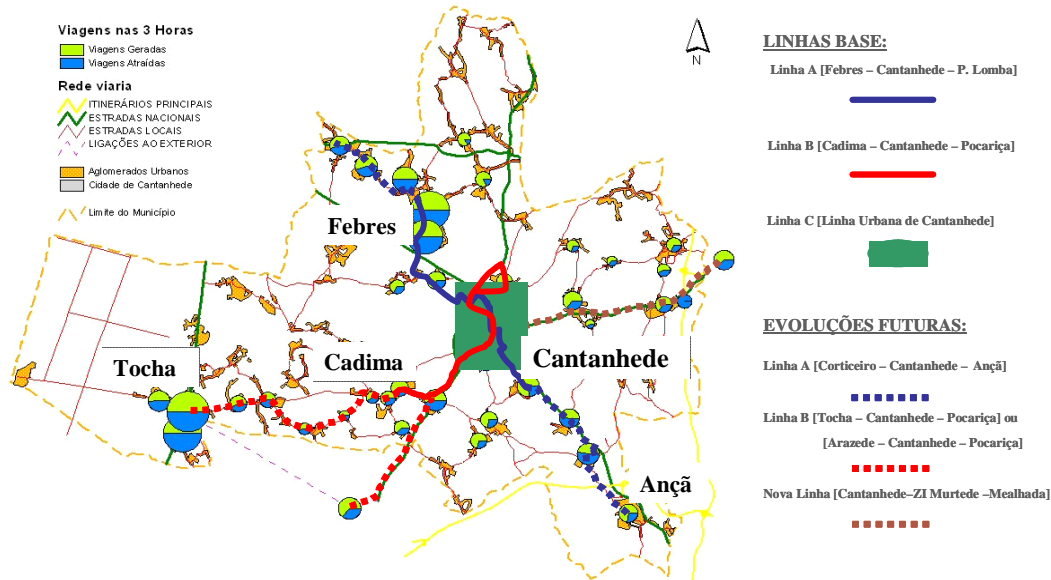 Viagens nas 3 Horas
Viagens Geradas
Viagens Atraídas
Rede viaria
ITINERÁRIOS PRINCIPAIS
ESTRADAS NACIONAIS
ESTRADAS LOCAIS
LIGAÇÕES AO EXTERIOR
Aglomerados Urbanos
Cidade de Cantanhede
Limite do Município
N
Febres
Tocha
Cadima
Cantanhede
Ançã
LINHAS BASE:
Linha A [Febres – Cantanhede – P. Lomba]
Linha B [Cadima – Cantanhede – Pocariça]
Linha C [Linha Urbana de Cantanhede]
EVOLUÇÕES FUTURAS:
Linha A [Corticeiro – Cantanhede – Ançã]
Linha B [Tocha – Cantanhede – Pocariça] ou
[Arazede – Cantanhede – Pocariça]
Nova Linha [Cantanhede–ZI Murtede –Mealhada]